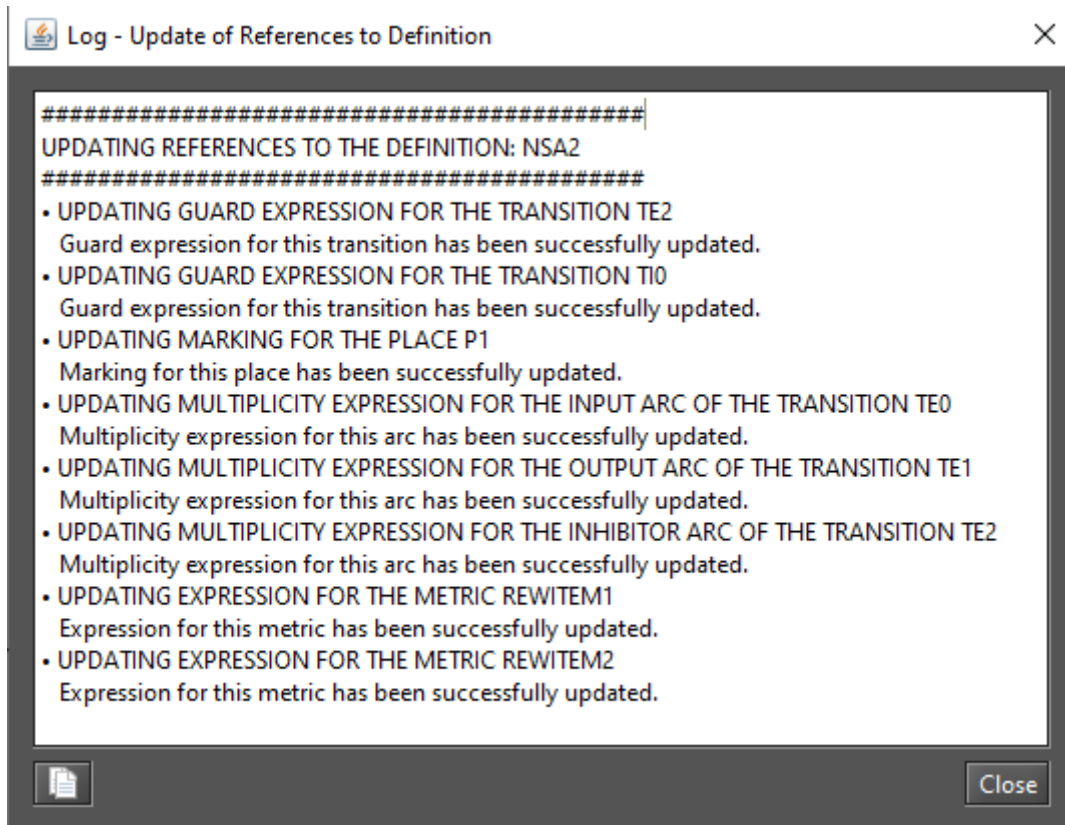 Log - Update of References to Definition
###########################################
UPDATING REFERENCES TO THE DEFINITION: NSA2
###########################################
• UPDATING GUARD EXPRESSION FOR THE TRANSITION TE2
Guard expression for this transition has been successfully updated.
• UPDATING GUARD EXPRESSION FOR THE TRANSITION TI0
Guard expression for this transition has been successfully updated.
• UPDATING MARKING FOR THE PLACE P1
Marking for this place has been successfully updated.
• UPDATING MULTIPLICITY EXPRESSION FOR THE INPUT ARC OF THE TRANSITION TE0
Multiplicity expression for this arc has been successfully updated.
• UPDATING MULTIPLICITY EXPRESSION FOR THE OUTPUT ARC OF THE TRANSITION TE1
Multiplicity expression for this arc has been successfully updated.
• UPDATING MULTIPLICITY EXPRESSION FOR THE INHIBITOR ARC OF THE TRANSITION TE2
Multiplicity expression for this arc has been successfully updated.
• UPDATING EXPRESSION FOR THE METRIC REWITEM1
Expression for this metric has been successfully updated.
• UPDATING EXPRESSION FOR THE METRIC REWITEM2
Expression for this metric has been successfully updated.
Close